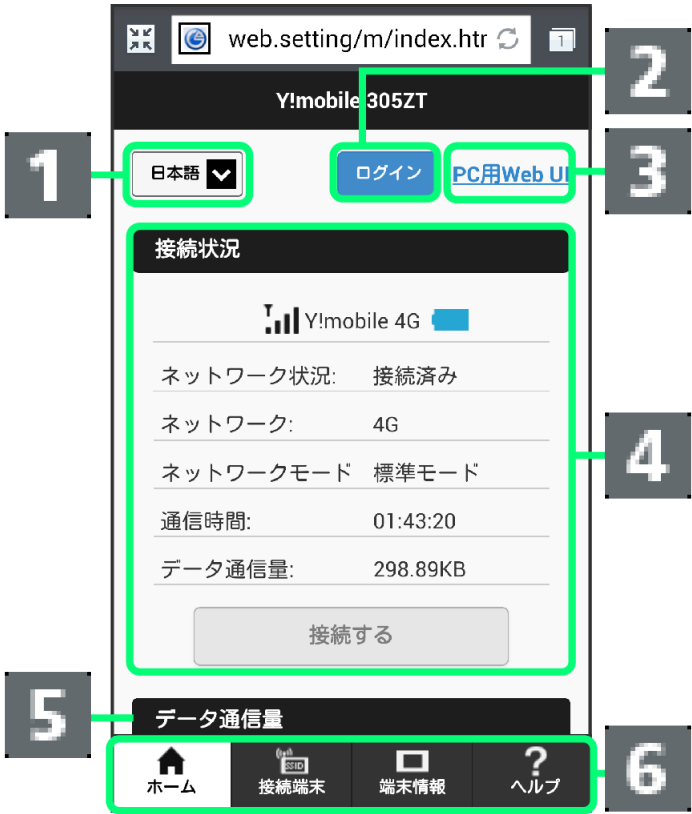 web.setting/m/index.htr
1
2
Y!mobile 305ZT
1
日本語
ログイン
PC用Web UI
3
接続状況
Y!mobile 4G
ネットワーク状況: 接続済み
ネットワーク: 4G
4
ネットワークモード 標準モード
通信時間: 01:43:20
データ通信量: 298.89KB
接続する
5
データ通信量
SSID
ホーム
接続端末
端末情報
?
ヘルプ
6